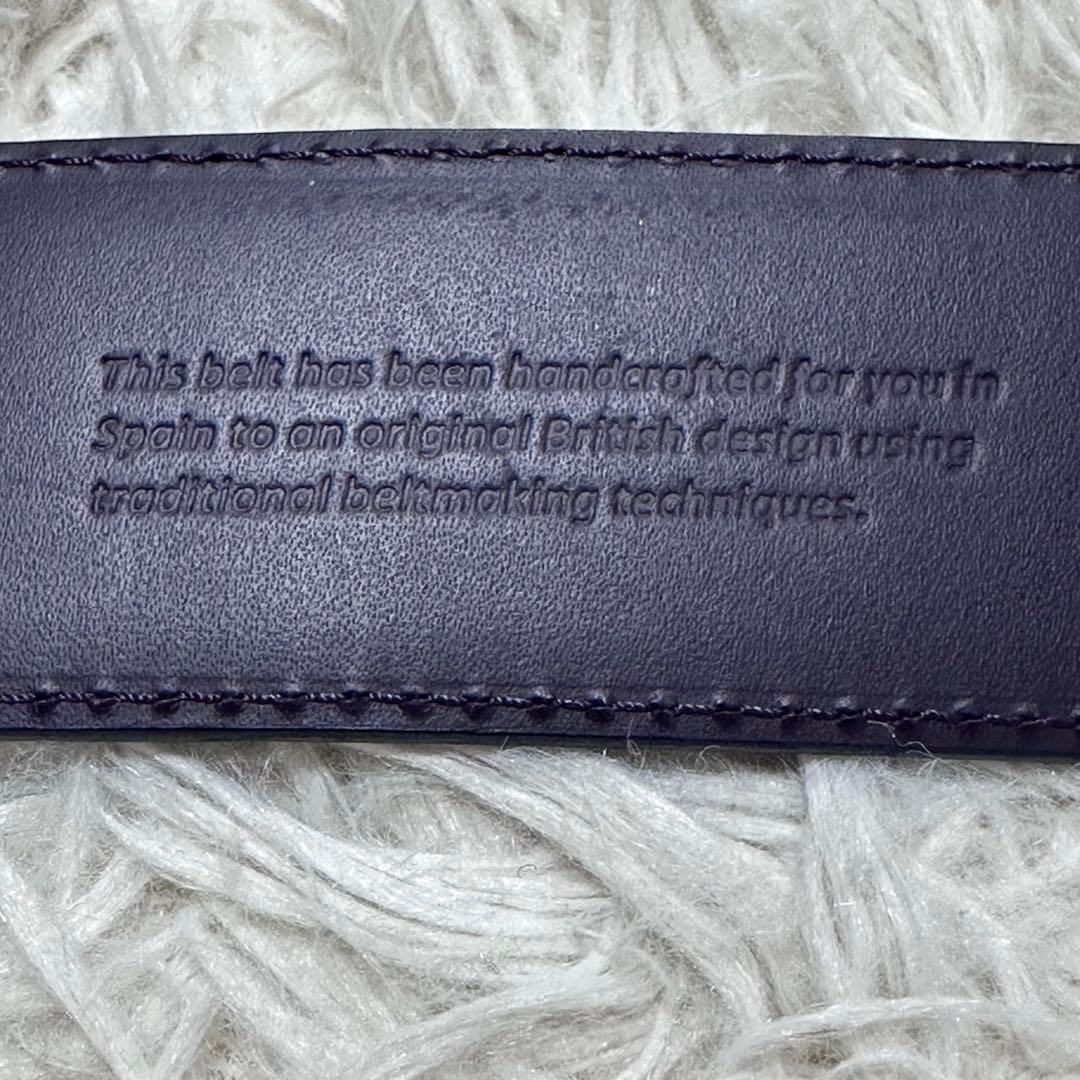 This belt has been handcrafted for you in
Spain to an original British design using
traditional beltmaking techniques.